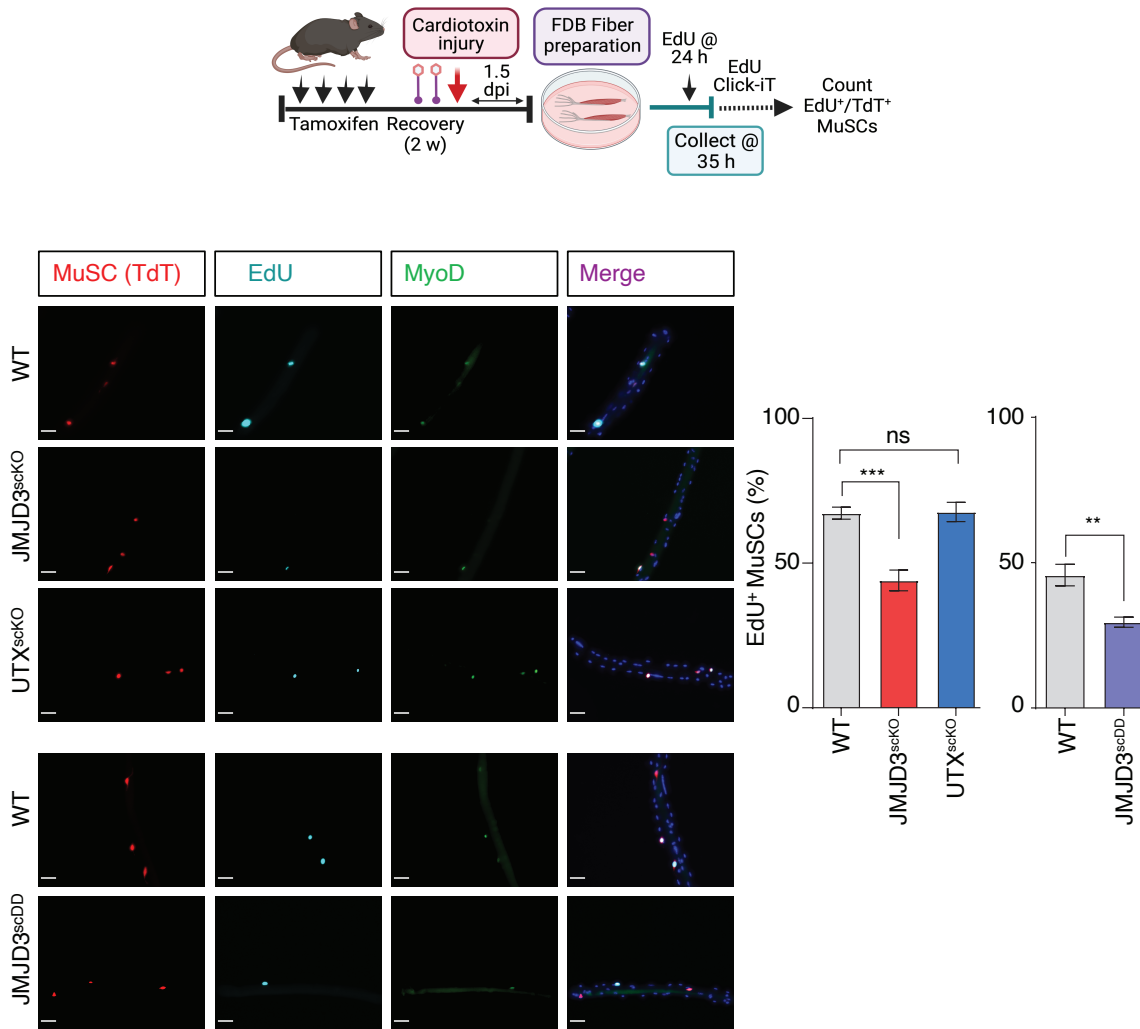 Cardiotoxin
injury
FDB Fiber
preparation
EdU @
24 h
1.5
dpi
EdU
Click-iT
Count
EdU⁺/TdT⁺
MuSCs
Tamoxifen
Recovery
(2 w)
Collect @
35 h
MuSC (TdT)
EdU
MyoD
Merge
WT
JMJD3ˢᶜᴷᴼ
UTXˢᶜᴷᴼ
WT
JMJD3ˢᶜᴰᴰ
EdU⁺ MuSCs (%)
100
50
0
ns
***
WT
JMJD3ˢᶜᴷᴼ
UTXˢᶜᴷᴼ
100
50
0
**
WT
JMJD3ˢᶜᴰᴰ